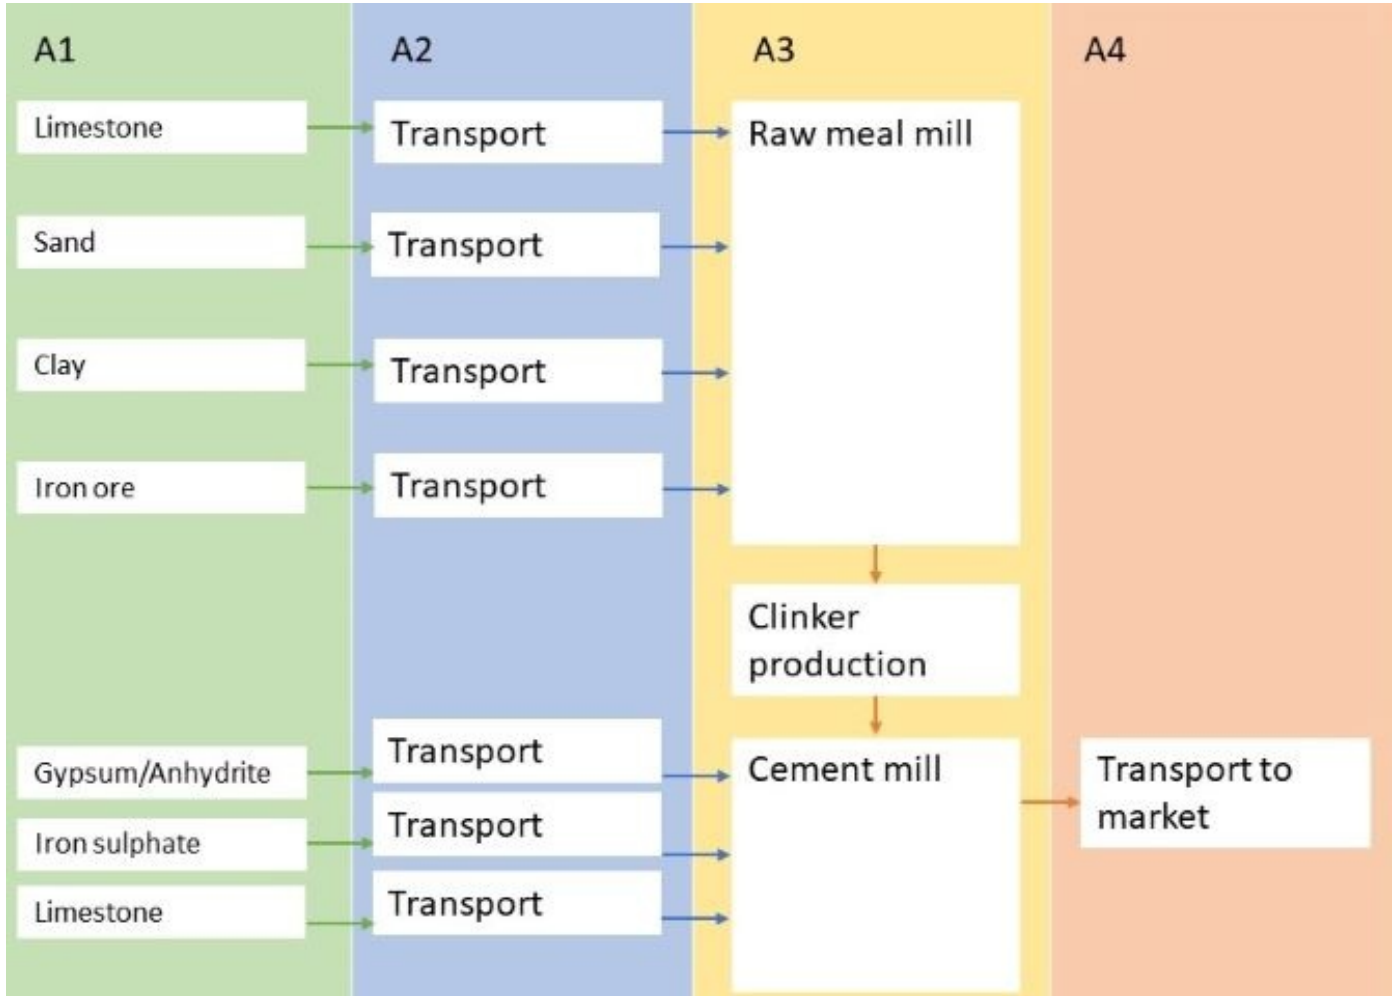 A1
A2
A3
A4
Limestone
Transport
Raw meal mill
Sand
Transport
Clay
Transport
Iron ore
Transport
Clinker
production
Gypsum/Anhydrite
Transport
Cement mill
Transport to
market
Iron sulphate
Transport
Limestone
Transport